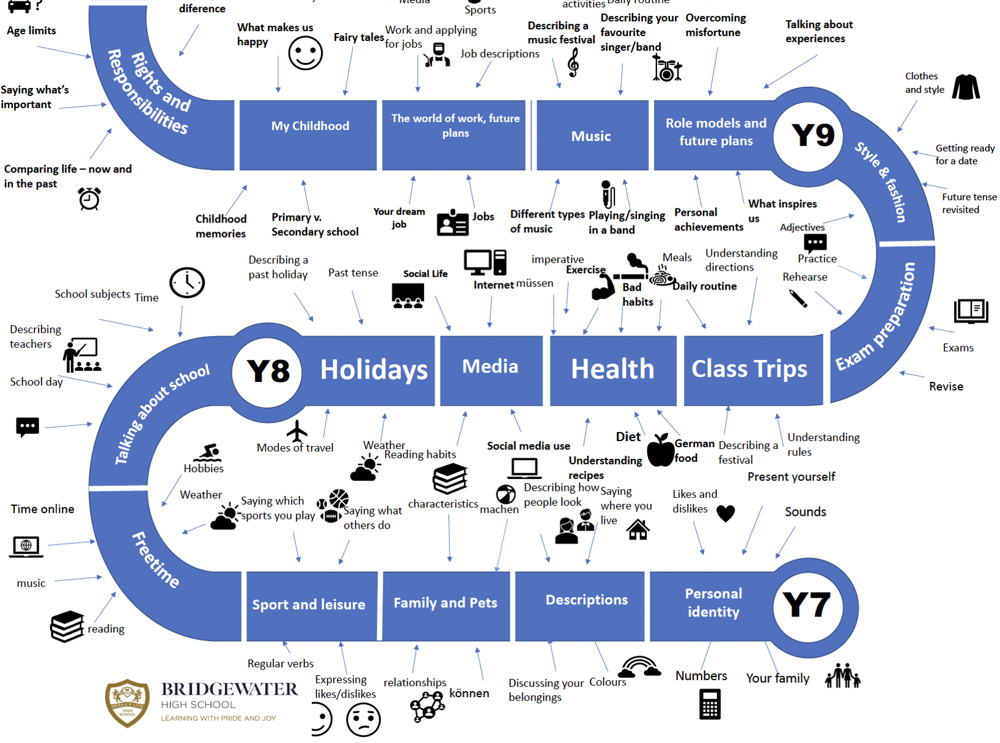 ?
diference
Media
Sports
activities
Daily routine
Age limits
What makes us
happy
Fairy tales
Work and applying
for jobs
Job descriptions
Describing a
music festival
Describing your
favourite
singer/band
Overcoming
misfortune
Talking about
experiences
Saying what's
important
Rights and
Responsibilities
My Childhood
The world of work, future
plans
Music
Role models and
future plans
Y9
Clothes
and style
Getting ready
for a date
Style & fashion
Future tense
revisited
Comparing life – now and
in the past
Childhood
memories
Primary v.
Secondary school
Your dream
job
Jobs
Different types
of music
Playing/singing
in a band
Personal
achievements
What inspires
us
Adjectives
Practice
Rehearse
Exam preparation
Exams
Revise
Describing a
past holiday
Past tense
Social Life
Internet
müssen
imperative
Exercise
Bad
habits
Meals
Daily routine
Understanding
directions
School subjects
Time
Describing
teachers
School day
Talking about school
Y8
Holidays
Media
Health
Class Trips
Modes of travel
Weather
Reading habits
Social media use
Understanding
recipes
Diet
German
food
Describing a
festival
Understanding
rules
Present yourself
Hobbies
Weather
Saying which
sports you play
Saying what
others do
characteristics
machen
Describing how
people look
Saying
where you
live
Likes and
dislikes
Sounds
Time online
music
reading
Freetime
Sport and leisure
Family and Pets
Descriptions
Personal
identity
Y7
Regular verbs
Expressing
likes/dislikes
relationships
können
Discussing your
belongings
Colours
Numbers
Your family
BRIDGEWATER
HIGH SCHOOL
LEARNING WITH PRIDE AND JOY
BRIDGEWATER
HIGH
SCHOOL